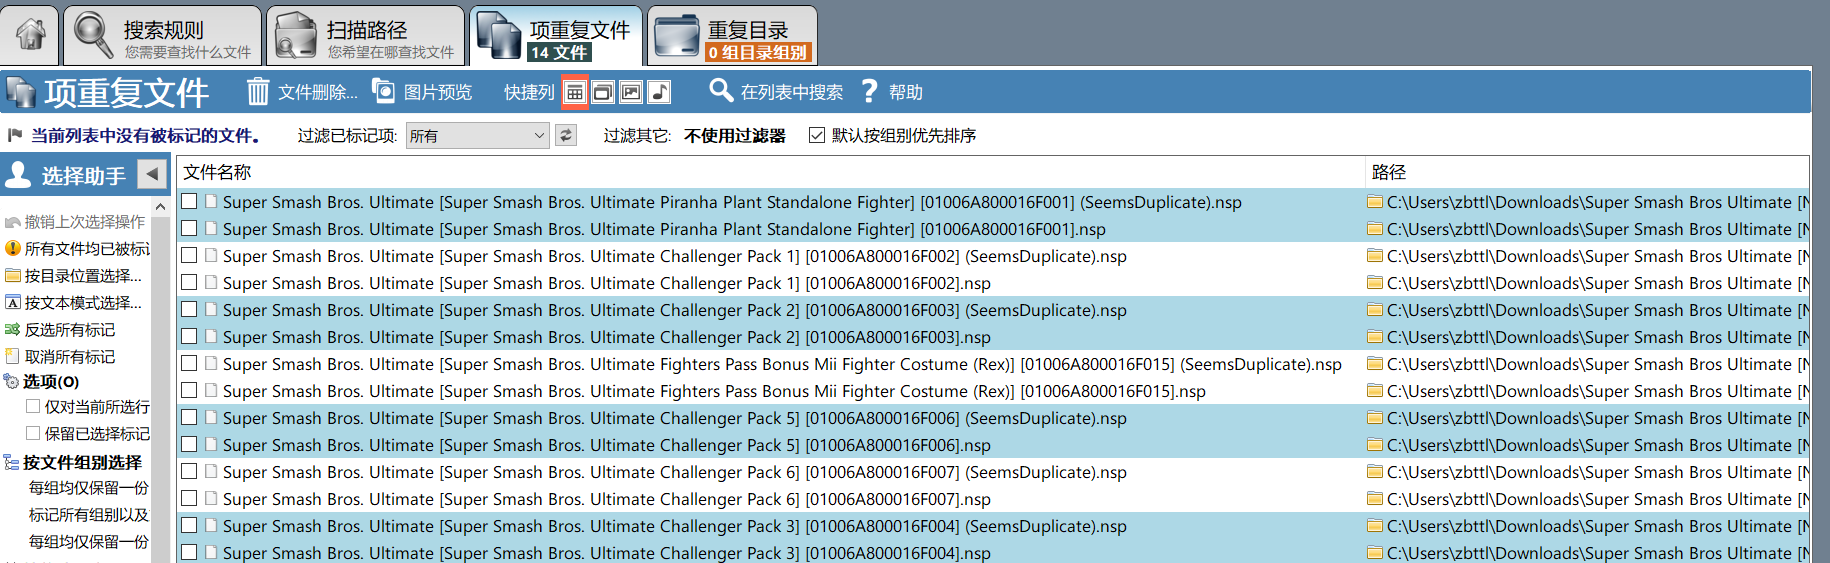 搜索规则
您需要查找什么文件
扫描路径
您希望在哪查找文件
项重复文件
14 文件
重复目录
0 组目录组别
项重复文件
文件删除...
图片预览
快捷列
在列表中搜索
? 帮助
当前列表中没有被标记的文件。
过滤已标记项:
所有
过滤其它:
不使用过滤器
默认按组别优先排序
选择助手
撤销上次选择操作
所有文件均已被标记
按目录位置选择...
按文本模式选择...
反选所有标记
取消所有标记
选项(O)
仅对当前所选行
保留已选择标记
按文件组别选择
每组均仅保留一份
标记所有组别以及
每组均仅保留一份
文件名称
路径
Super Smash Bros. Ultimate [Super Smash Bros. Ultimate Piranha Plant Standalone Fighter] [01006A800016F001] (SeemsDuplicate).nsp
C:\Users\zbttl\Downloads\Super Smash Bros Ultimate [N
Super Smash Bros. Ultimate [Super Smash Bros. Ultimate Piranha Plant Standalone Fighter] [01006A800016F001].nsp
C:\Users\zbttl\Downloads\Super Smash Bros Ultimate [N
Super Smash Bros. Ultimate [Super Smash Bros. Ultimate Challenger Pack 1] [01006A800016F002] (SeemsDuplicate).nsp
C:\Users\zbttl\Downloads\Super Smash Bros Ultimate [N
Super Smash Bros. Ultimate [Super Smash Bros. Ultimate Challenger Pack 1] [01006A800016F002].nsp
C:\Users\zbttl\Downloads\Super Smash Bros Ultimate [N
Super Smash Bros. Ultimate [Super Smash Bros. Ultimate Challenger Pack 2] [01006A800016F003] (SeemsDuplicate).nsp
C:\Users\zbttl\Downloads\Super Smash Bros Ultimate [N
Super Smash Bros. Ultimate [Super Smash Bros. Ultimate Challenger Pack 2] [01006A800016F003].nsp
C:\Users\zbttl\Downloads\Super Smash Bros Ultimate [N
Super Smash Bros. Ultimate [Super Smash Bros. Ultimate Fighters Pass Bonus Mii Fighter Costume (Rex)] [01006A800016F015] (SeemsDuplicate).nsp
C:\Users\zbttl\Downloads\Super Smash Bros Ultimate [N
Super Smash Bros. Ultimate [Super Smash Bros. Ultimate Fighters Pass Bonus Mii Fighter Costume (Rex)] [01006A800016F015].nsp
C:\Users\zbttl\Downloads\Super Smash Bros Ultimate [N
Super Smash Bros. Ultimate [Super Smash Bros. Ultimate Challenger Pack 5] [01006A800016F006] (SeemsDuplicate).nsp
C:\Users\zbttl\Downloads\Super Smash Bros Ultimate [N
Super Smash Bros. Ultimate [Super Smash Bros. Ultimate Challenger Pack 5] [01006A800016F006].nsp
C:\Users\zbttl\Downloads\Super Smash Bros Ultimate [N
Super Smash Bros. Ultimate [Super Smash Bros. Ultimate Challenger Pack 6] [01006A800016F007] (SeemsDuplicate).nsp
C:\Users\zbttl\Downloads\Super Smash Bros Ultimate [N
Super Smash Bros. Ultimate [Super Smash Bros. Ultimate Challenger Pack 6] [01006A800016F007].nsp
C:\Users\zbttl\Downloads\Super Smash Bros Ultimate [N
Super Smash Bros. Ultimate [Super Smash Bros. Ultimate Challenger Pack 3] [01006A800016F004] (SeemsDuplicate).nsp
C:\Users\zbttl\Downloads\Super Smash Bros Ultimate [N
Super Smash Bros. Ultimate [Super Smash Bros. Ultimate Challenger Pack 3] [01006A800016F004].nsp
C:\Users\zbttl\Downloads\Super Smash Bros Ultimate [N